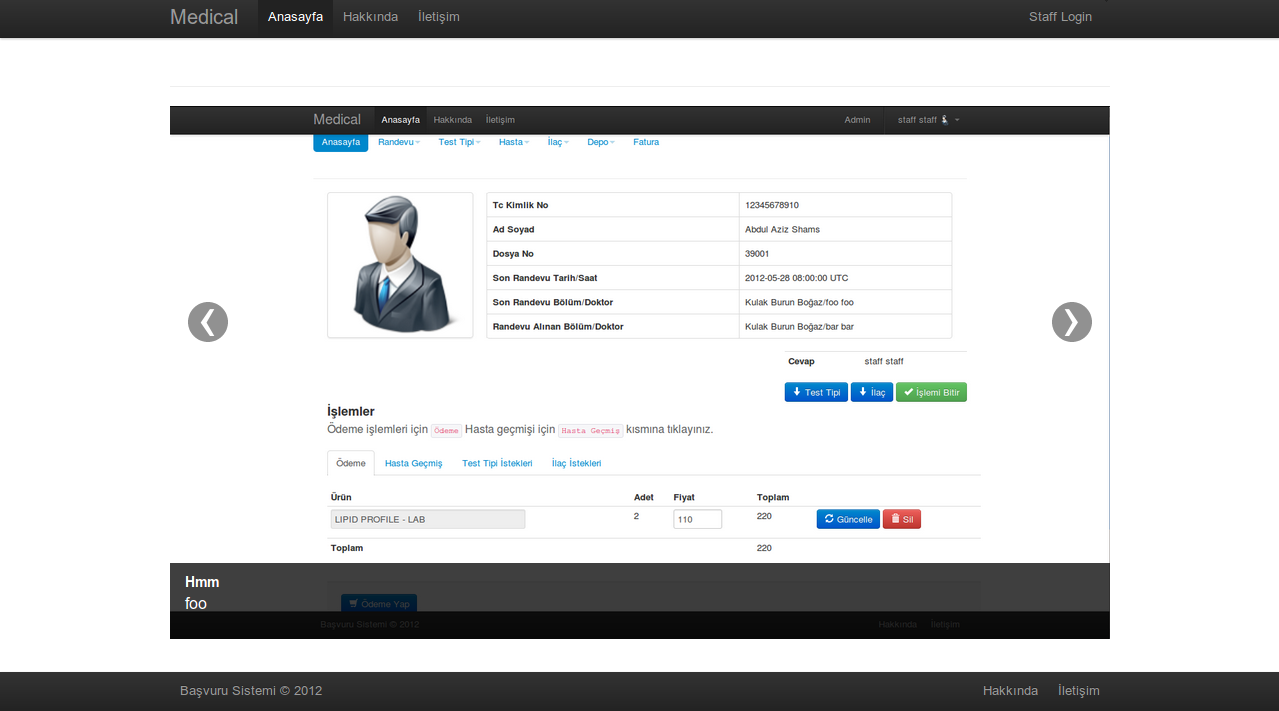 Medical Anasayfa Hakkında İletişim Staff Login
Medical Anasayfa Hakkında İletişim Admin staff staff
Anasayfa Randevu Test Tipi Hasta İlaç Depo Fatura
Tc Kimlik No 12345678910
Ad Soyad Abdul Aziz Shams
Dosya No 39001
Son Randevu Tarih/Saat 2012-05-28 08:00:00 UTC
Son Randevu Bölüm/Doktor Kulak Burun Boğaz/foo foo
Randevu Alınan Bölüm/Doktor Kulak Burun Boğaz/bar bar
Cevap staff staff
Test Tipi İlaç İşlemi Bitir
İşlemler
Ödeme işlemleri için Ödeme Hasta geçmişi için Hasta Geçmiş kısmına tıklayınız.
Ödeme Hasta Geçmiş Test Tipi İstekleri İlaç İstekleri
Ürün Adet Fiyat Toplam
LIPID PROFILE - LAB 2 110 220 Güncelle Sil
Toplam 220
Hmm
foo
Ödeme Yap
Başvuru Sistemi © 2012 Hakkında İletişim
Başvuru Sistemi © 2012 Hakkında İletişim